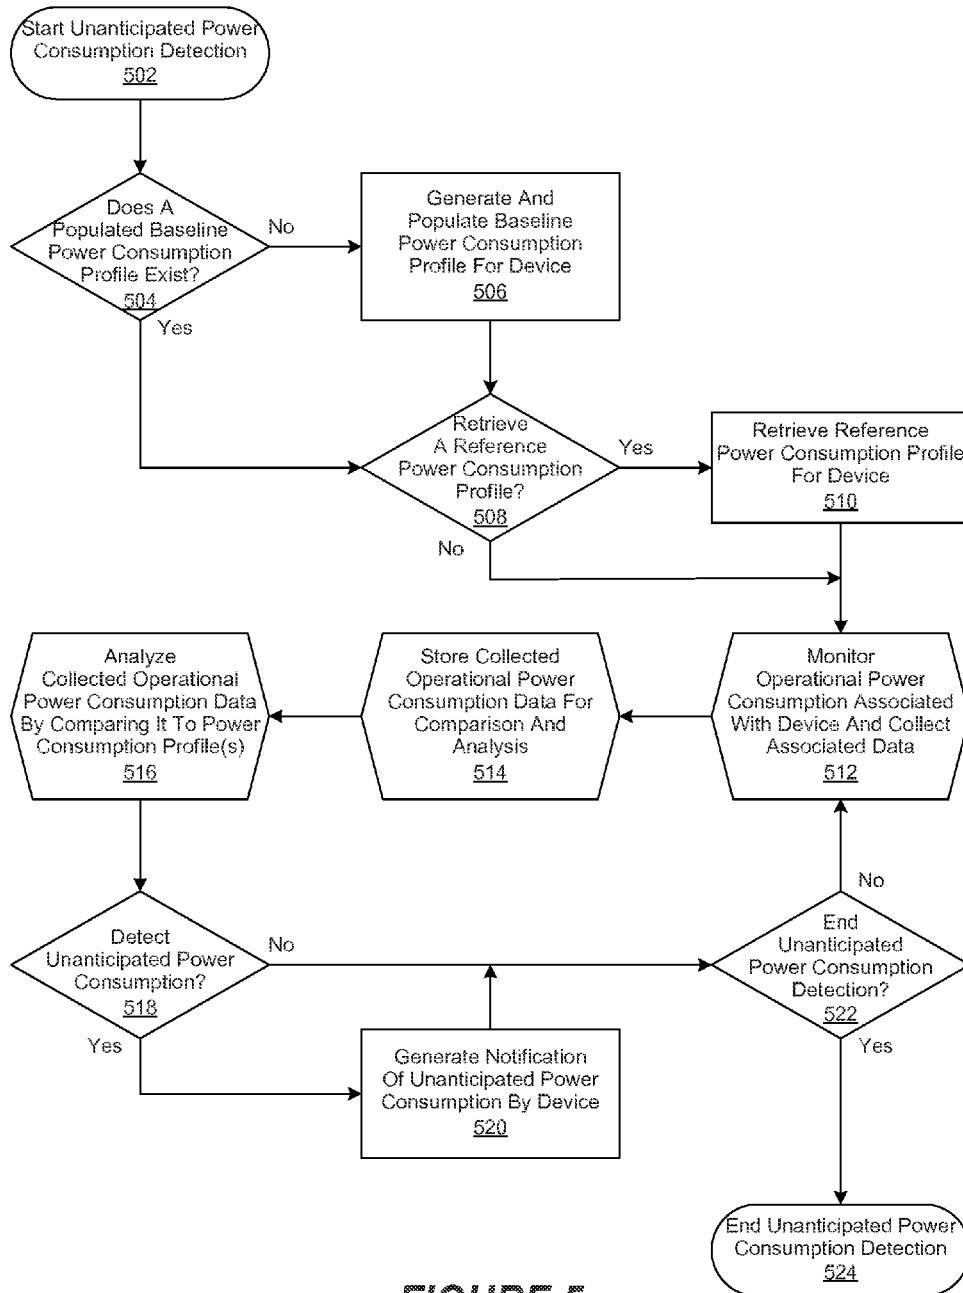 Start Unanticipated Power
Consumption Detection
502
Does A
Populated Baseline
Power Consumption
Profile Exist?
504
No
Yes
Generate And
Populate Baseline
Power Consumption
Profile For Device
506
Retrieve
A Reference
Power Consumption
Profile?
508
Yes
No
Retrieve Reference
Power Consumption Profile
For Device
510
Analyze
Collected Operational
Power Consumption Data
By Comparing It To Power
Consumption Profile(s)
516
Store Collected
Operational Power
Consumption Data For
Comparison And
Analysis
514
Monitor
Operational Power
Consumption Associated
With Device And Collect
Associated Data
512
Detect
Unanticipated Power
Consumption?
518
No
Yes
Generate Notification
Of Unanticipated Power
Consumption By Device
520
No
End
Unanticipated
Power Consumption
Detection?
522
Yes
End Unanticipated Power
Consumption Detection
524
FIGURE 5